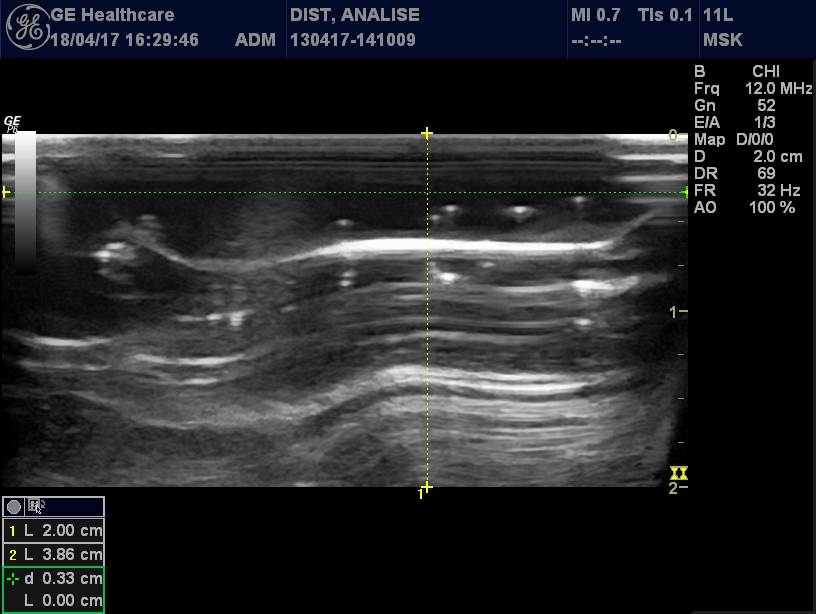 GE Healthcare
18/04/17 16:29:46 ADM
DIST, ANALISE
130417-141009
MI 0.7 TIs 0.1
--:--:--
11L
MSK
B CHI
Frq 12.0 MHz
Gn 52
E/A 1/3
Map D/0/0
D 2.0 cm
DR 69
FR 32 Hz
AO 100 %
GE
0
1
2
1
1 L 2.00 cm
2 L 3.86 cm
d 0.33 cm
L 0.00 cm